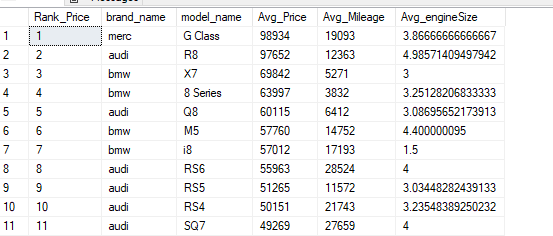 Rank_Price brand_name model_name Avg_Price Avg_Mileage Avg_engineSize
1 1 merc G Class 98934 19093 3.86666666666667
2 2 audi R8 97652 12363 4.98571409497942
3 3 bmw X7 69842 5271 3
4 4 bmw 8 Series 63997 3832 3.25128206833333
5 5 audi Q8 60115 6412 3.08695652173913
6 6 bmw M5 57760 14752 4.400000095
7 7 bmw i8 57012 17193 1.5
8 8 audi RS6 55963 28524 4
9 9 audi RS5 51265 11572 3.03448282439133
10 10 audi RS4 50151 21743 3.23548389250232
11 11 audi SQ7 49269 27659 4